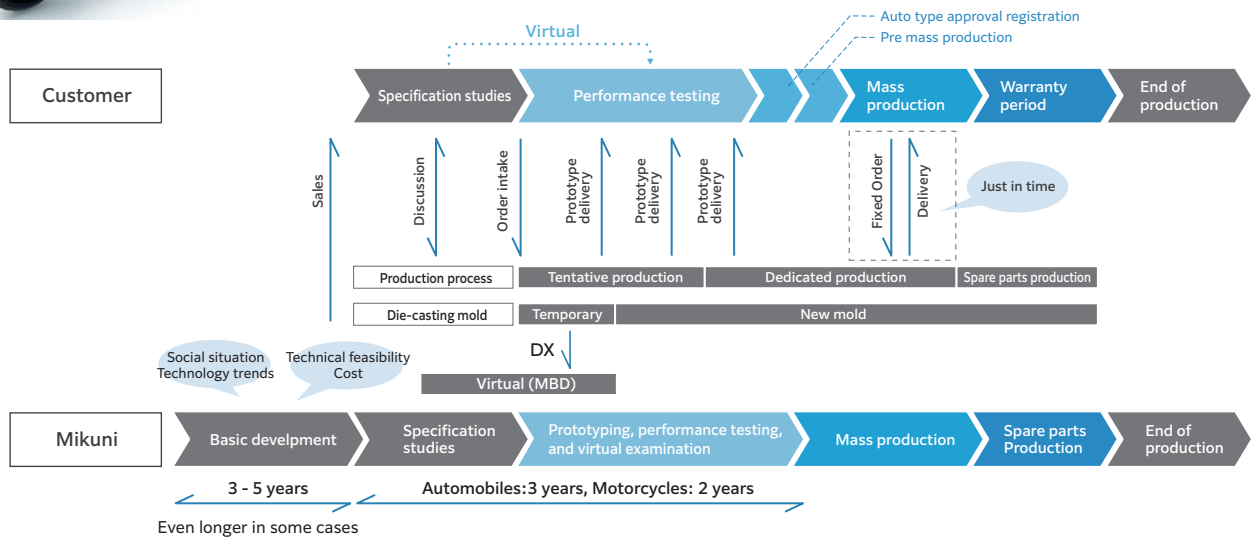 Auto type approval registration
Virtual
Pre mass production
Customer
Specification studies
Performance testing
Mass
production
Warranty
period
End of
production
Sales
Discussion
Order intake
Prototype
delivery
Prototype
delivery
Prototype
delivery
Fixed Order
Delivery
Just in time
Production process
Tentative production
Dedicated production
Spare parts production
Die-casting mold
Temporary
New mold
DX
Social situation
Technology trends
Technical feasibility
Cost
Virtual (MBD)
Mikuni
Basic develpment
Specification
studies
Prototyping, performance testing,
and virtual examination
Mass production
Spare parts
Production
End of
production
3 - 5 years
Automobiles:3 years, Motorcycles: 2 years
Even longer in some cases